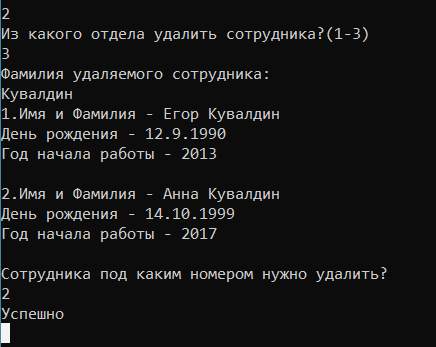 2
Из какого отдела удалить сотрудника?(1-3)
3
Фамилия удаляемого сотрудника:
Кувалдин
1.Имя и Фамилия - Егор Кувалдин
День рождения - 12.9.1990
Год начала работы - 2013
2.Имя и Фамилия - Анна Кувалдин
День рождения - 14.10.1999
Год начала работы - 2017
Сотрудника под каким номером нужно удалить?
2
Успешно